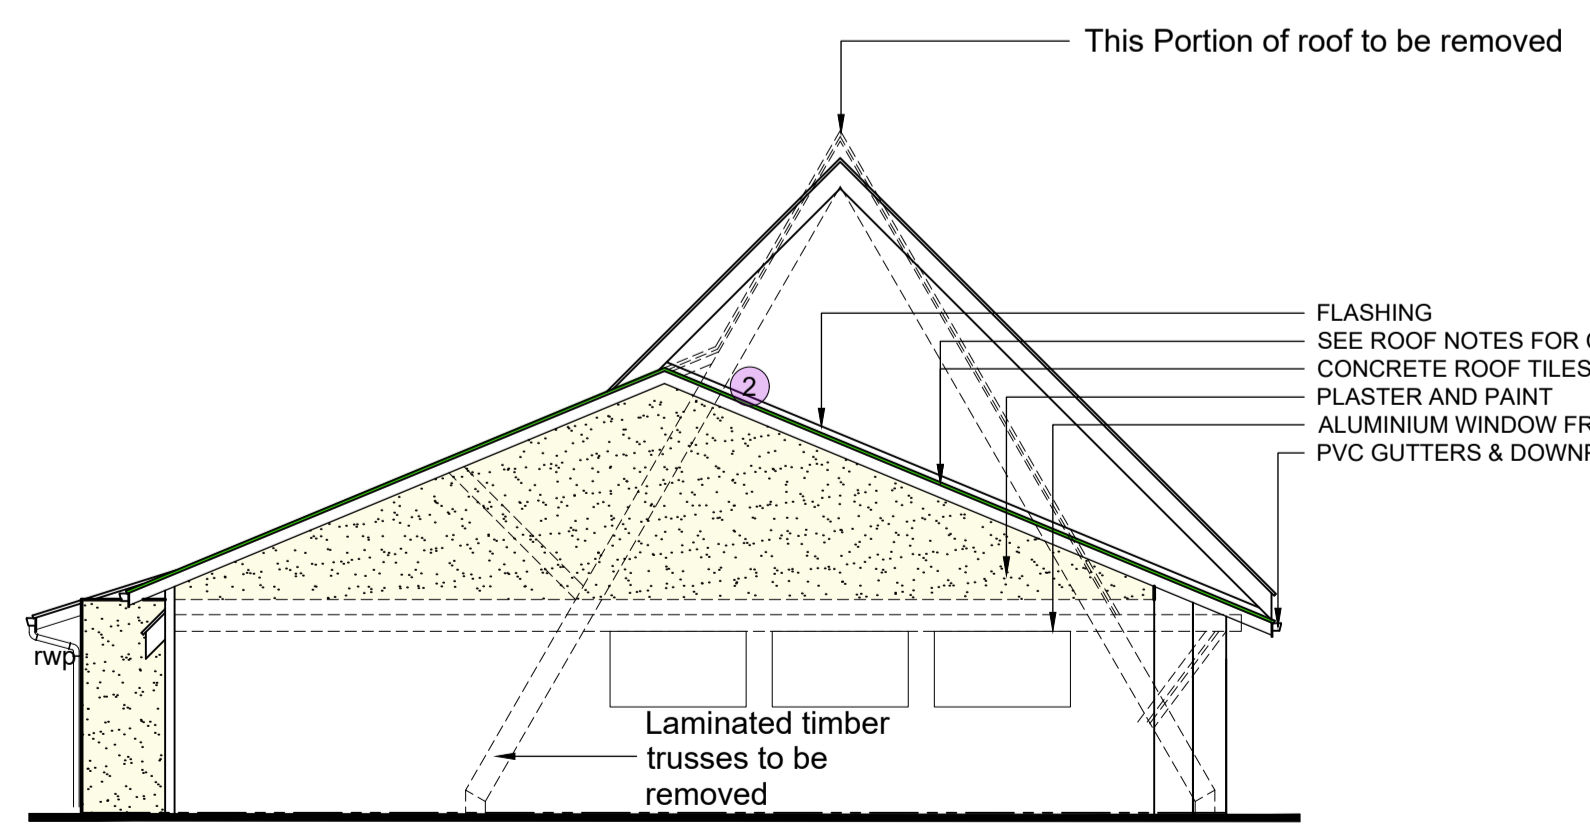 This Portion of roof to be removed
FLASHING
SEE ROOF NOTES FOR
CONCRETE ROOF TILES
PLASTER AND PAINT
ALUMINIUM WINDOW
PVC GUTTERS &
2
rwp
Laminated timber
trusses to be
removed